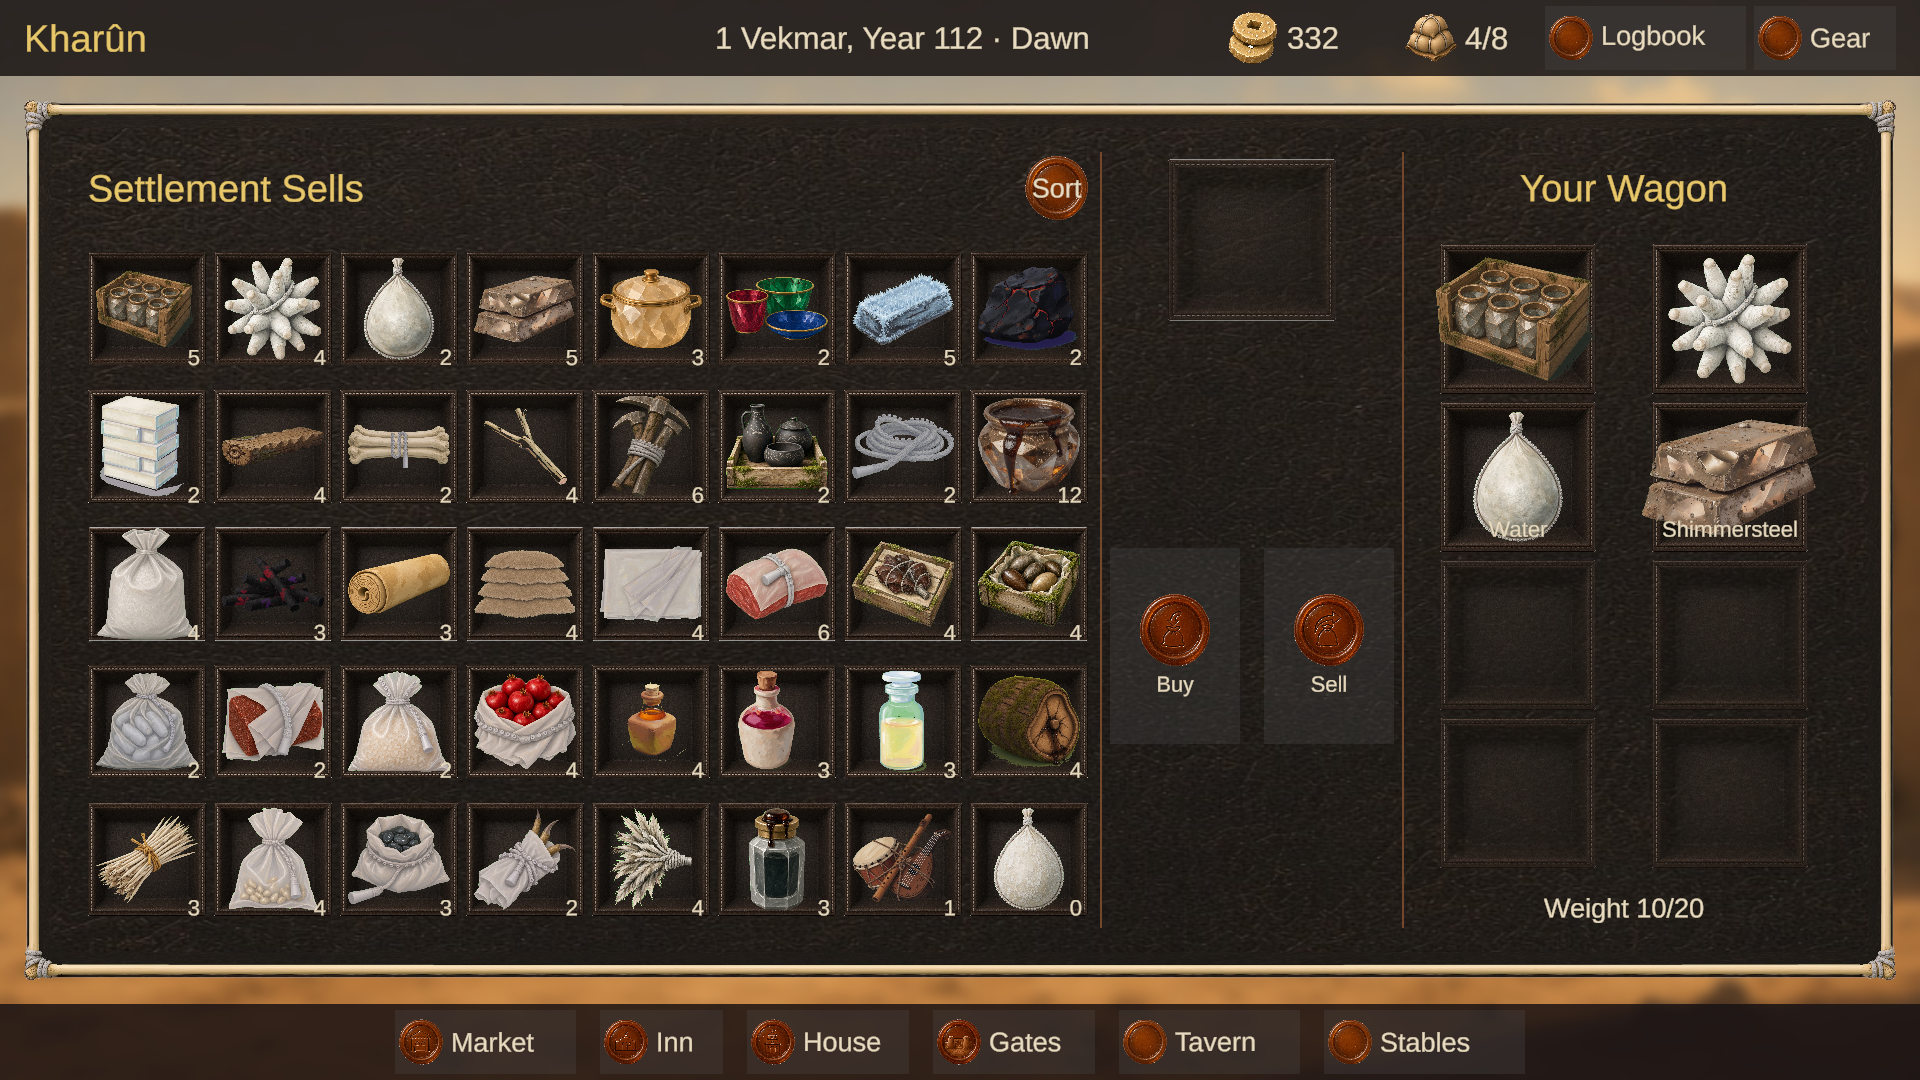 Kharûn
1 Vekmar, Year 112 · Dawn
332
4/8
Logbook
Gear
Settlement Sells
Sort
Your Wagon
5 4 2 5 3 2 5 2
2 4 2 4 6 2 2 12
4 3 3 4 4 6 4 4
2 2 2 4 4 3 3 4
3 4 3 2 4 3 1 0
Water
Shimmersteel
Buy
Sell
Weight 10/20
Market
Inn
House
Gates
Tavern
Stables